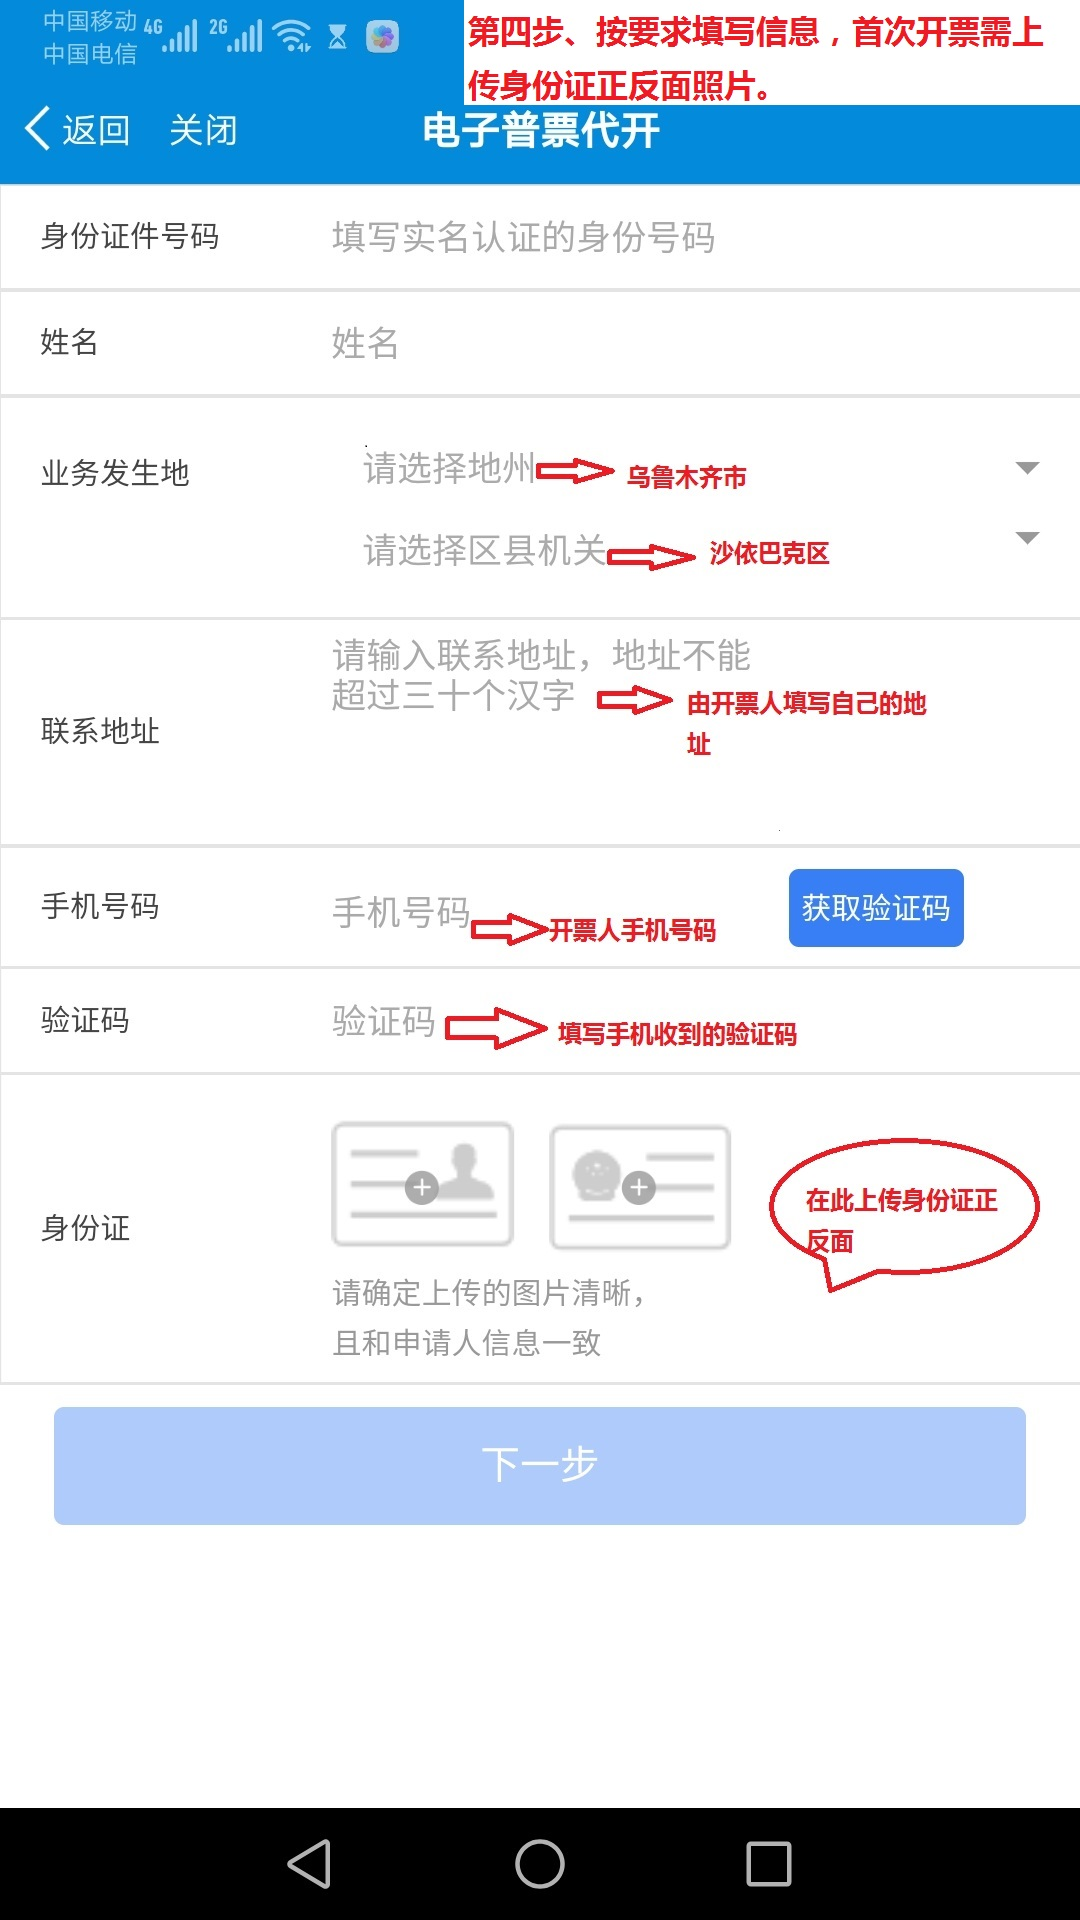 中国移动 4G 2G
中国电信
第四步、按要求填写信息，首次开票需上
传身份证正反面照片。
返回 关闭 电子普票代开
身份证件号码 填写实名认证的身份号码
姓名 姓名
业务发生地 请选择地州 乌鲁木齐市
请选择区县机关 沙依巴克区
请输入联系地址，地址不能
超过三十个汉字
联系地址
由开票人填写自己的地
址
手机号码 手机号码 开票人手机号码 获取验证码
验证码 验证码 填写手机收到的验证码
身份证
在此上传身份证正
反面
请确定上传的图片清晰，
且和申请人信息一致
下一步